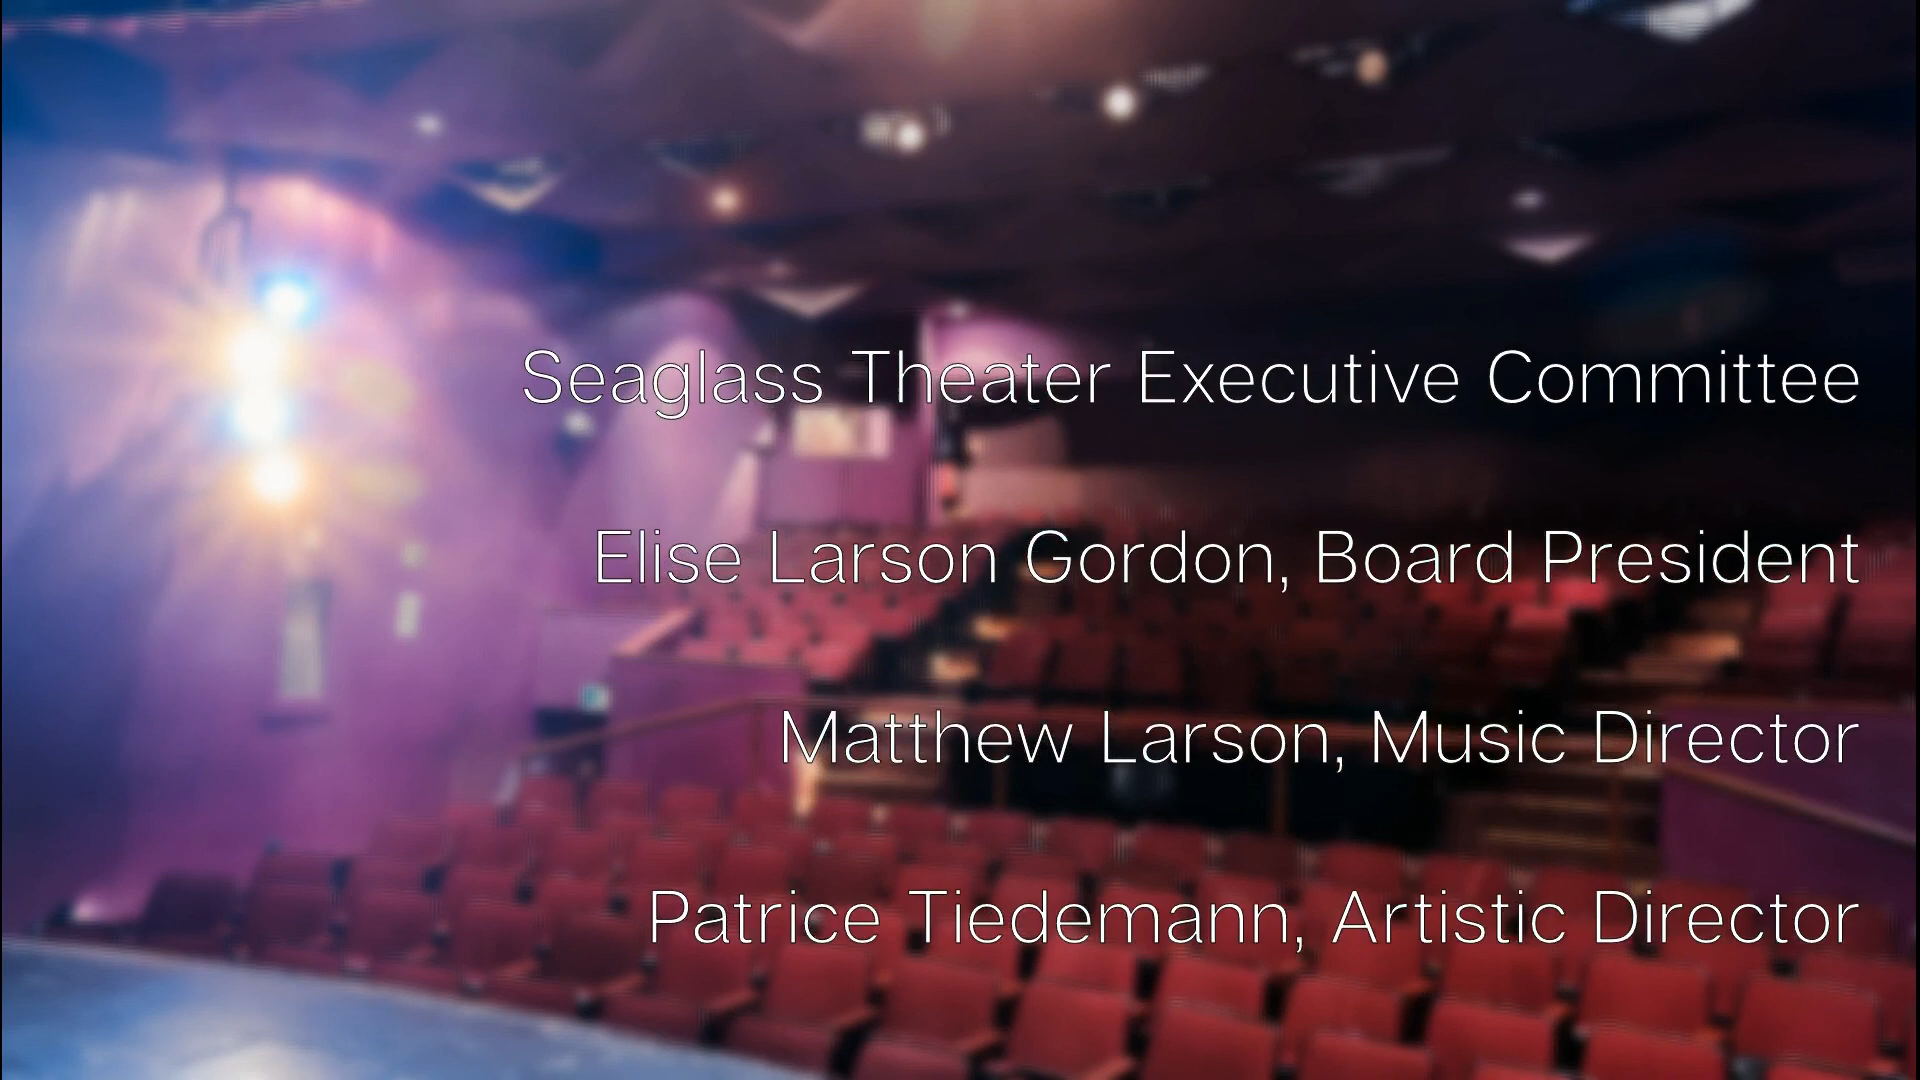 Seaglass Theater Executive Committee
Elise Larson Gordon, Board President
Matthew Larson, Music Director
Patrice Tiedemann, Artistic Director